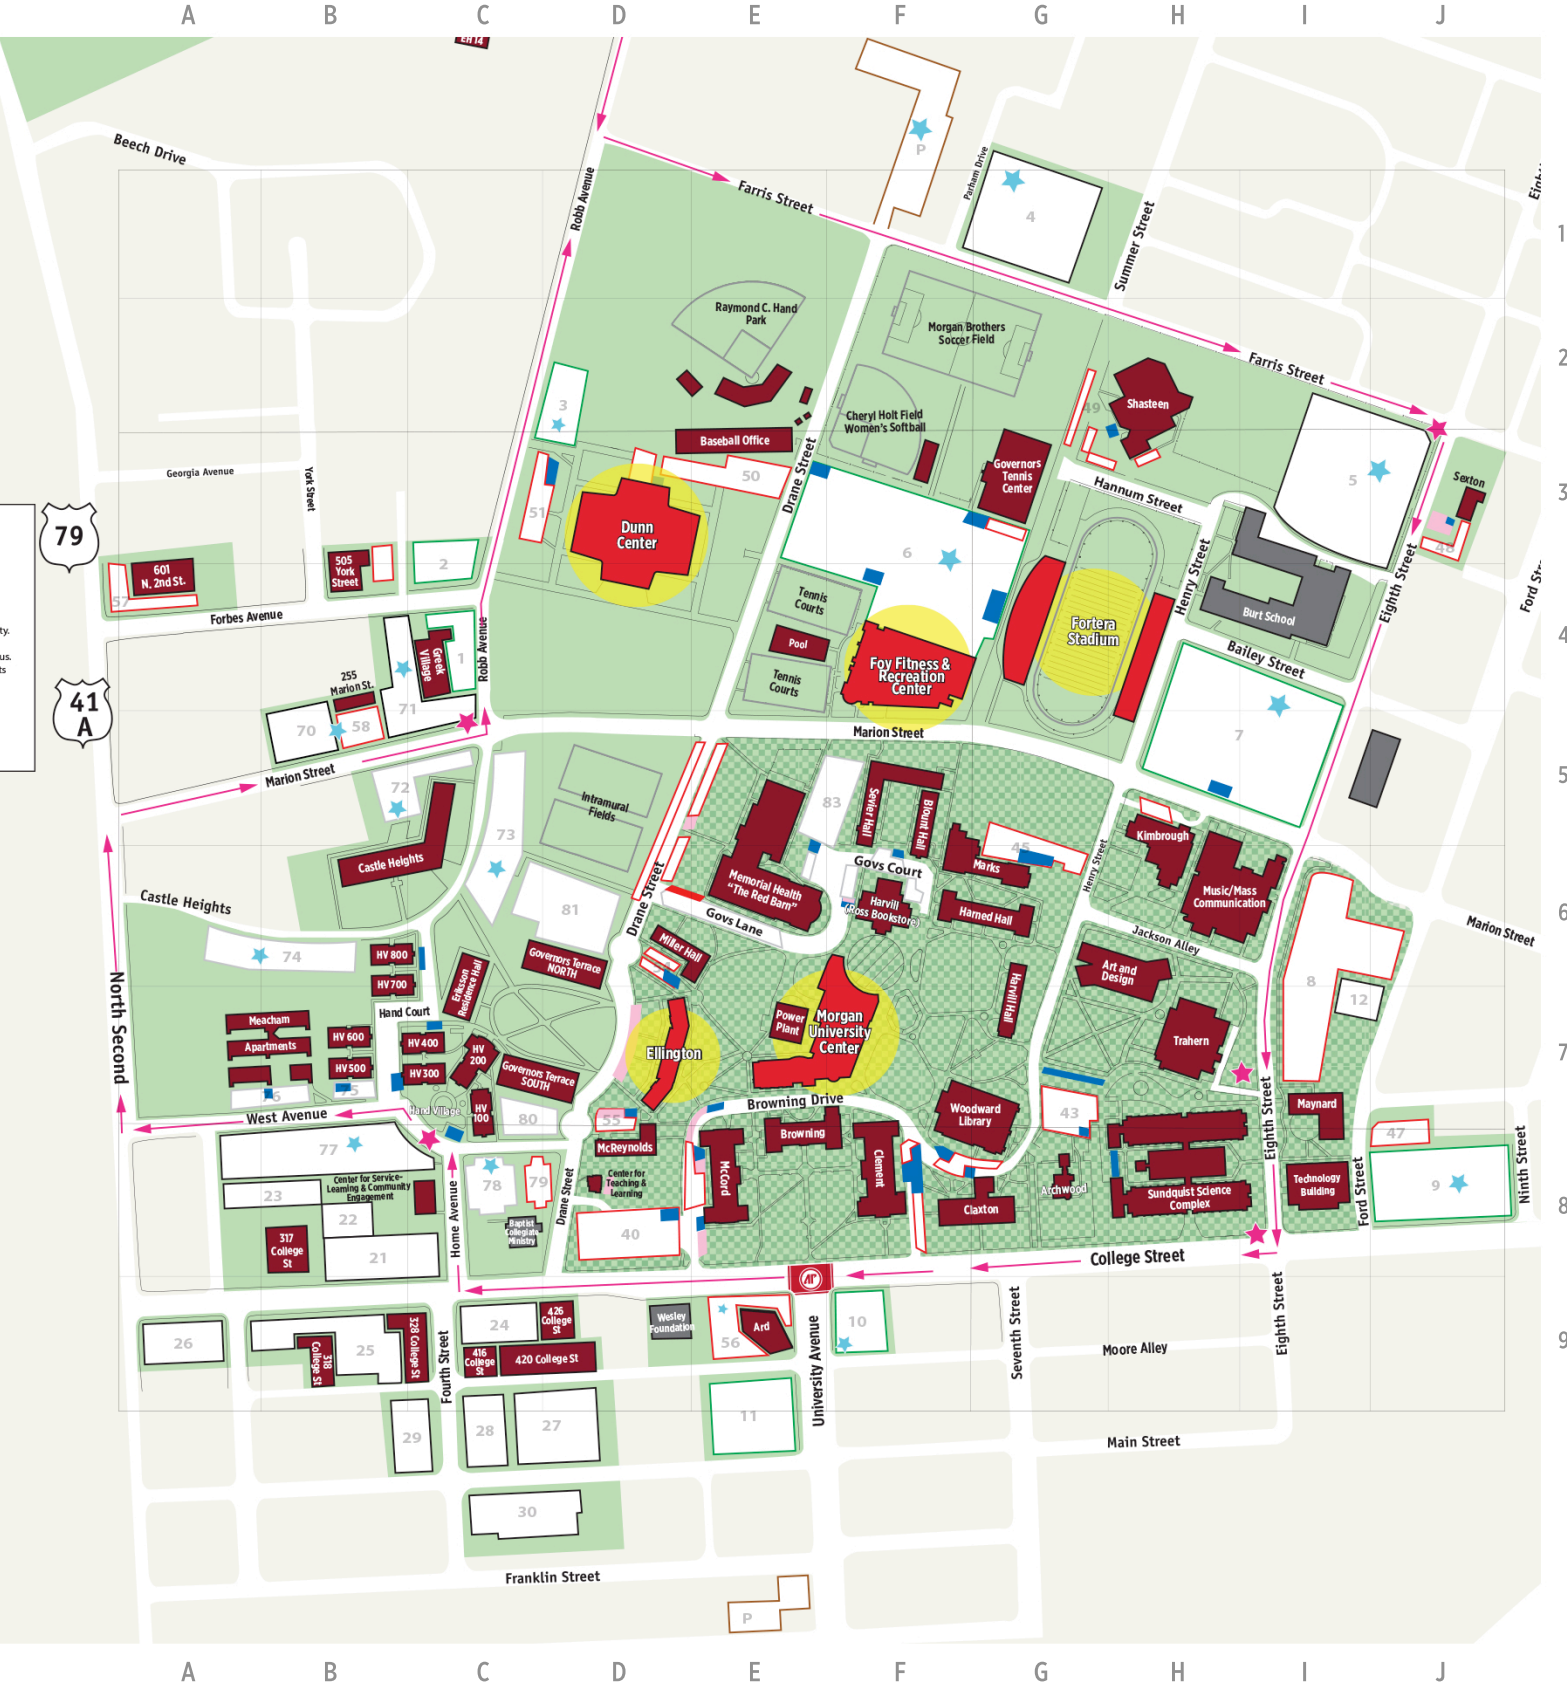 A B C D E F G H I J
EH 14
Beech Drive
P
Parham Drive
4
Robb Avenue
Farris Street
Summer Street
1
Raymond C. Hand
Park
Morgan Brothers
Soccer Field
Farris Street
2
3
Cheryl Holt Field
Women's Softball
49
Shasteen
Baseball Office
Georgia Avenue
York Street
50
Drane Street
Governors
Tennis
Center
Hannum Street
5
Sexton
3
79
51
Dunn
Center
6
48
601
N. 2nd St.
505
York
Street
2
57
Forbes Avenue
Tennis
Courts
Henry Street
Burt School
Eighth Street
ty.
us.
ts
Greek
Village
1
Robb Avenue
Pool
Fortera
Stadium
Bailey Street
4
41
A
255
Marion St.
Foy Fitness &
Recreation
Center
Tennis
Courts
70
58
71
Marion Street
7
Marion Street
72
5
Intramural
Fields
83
Sevier Hall
Blount Hall
73
45
Kimbrough
Castle Heights
Govs Court
Marks
Henry Street
Memorial Health
"The Red Barn"
Music/Mass
Communication
Castle Heights
81
Drane Street
Govs Lane
Harvill
(Ross Bookstore)
Harned Hall
6
Marion Street
Jackson Alley
74
HV 800
Miller Hall
Governors Terrace
NORTH
HV 700
Eriksson
Residence Hall
Art and
Design
8
12
North Second
Hand Court
Harvill Hall
Meacham
Apartments
HV 600
HV 400
Power
Plant
Morgan
University
Center
Trahern
HV
200
Ellington
7
HV 500
HV 300
Governors Terrace
SOUTH
76
75
Hand Village
HV
100
80
55
Browning Drive
Woodward
Library
43
Eighth Street
Maynard
West Avenue
77
McReynolds
Browning
47
Center for Service-
Learning & Community
Engagement
78
79
Center for
Teaching &
Learning
McCord
Clement
Archwood
Sundquist Science
Complex
Technology
Building
Ford Street
9
Ninth Street
8
23
22
Home Avenue
Drane Street
Claxton
Baptist
Collegiate
Ministry
40
317
College
St
21
College Street
26
25
318
College St
328 College St
24
426
College
St
Wesley
Foundation
56
Ard
10
9
416
College
St
420 College St
Fourth Street
University Avenue
Seventh Street
Moore Alley
Eighth Street
29
28
27
11
Main Street
30
Franklin Street
P
A B C D E F G H I J